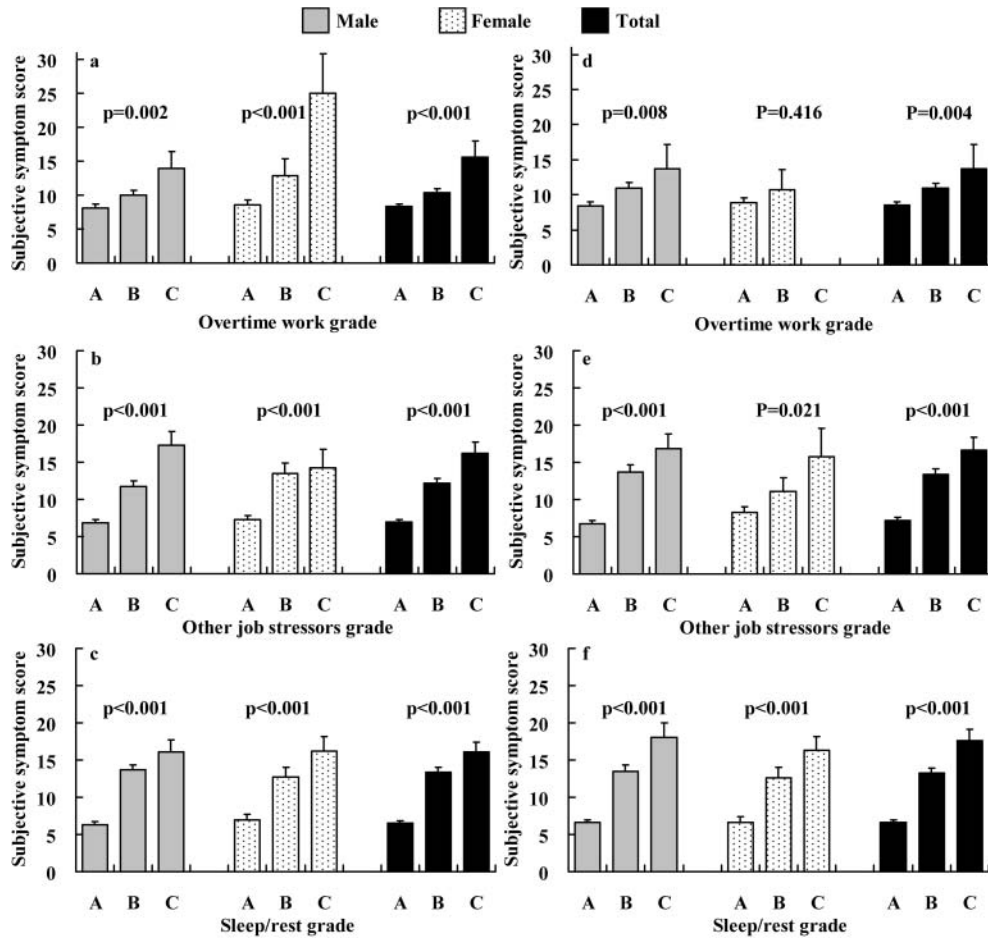 Male Female Total
a
Subjective symptom score
30
25
20
15
10
5
0
p=0.002 p<0.001 p<0.001
A B C A B C A B C
Overtime work grade
d
Subjective symptom score
30
25
20
15
10
5
0
p=0.008 P=0.416 P=0.004
A B C A B C A B C
Overtime work grade
b
Subjective symptom score
30
25
20
15
10
5
0
p<0.001 p<0.001 p<0.001
A B C A B C A B C
Other job stressors grade
e
Subjective symptom score
30
25
20
15
10
5
0
p<0.001 P=0.021 p<0.001
A B C A B C A B C
Other job stressors grade
c
Subjective symptom score
30
25
20
15
10
5
0
p<0.001 p<0.001 p<0.001
A B C A B C A B C
Sleep/rest grade
f
Subjective symptom score
30
25
20
15
10
5
0
p<0.001 p<0.001 p<0.001
A B C A B C A B C
Sleep/rest grade